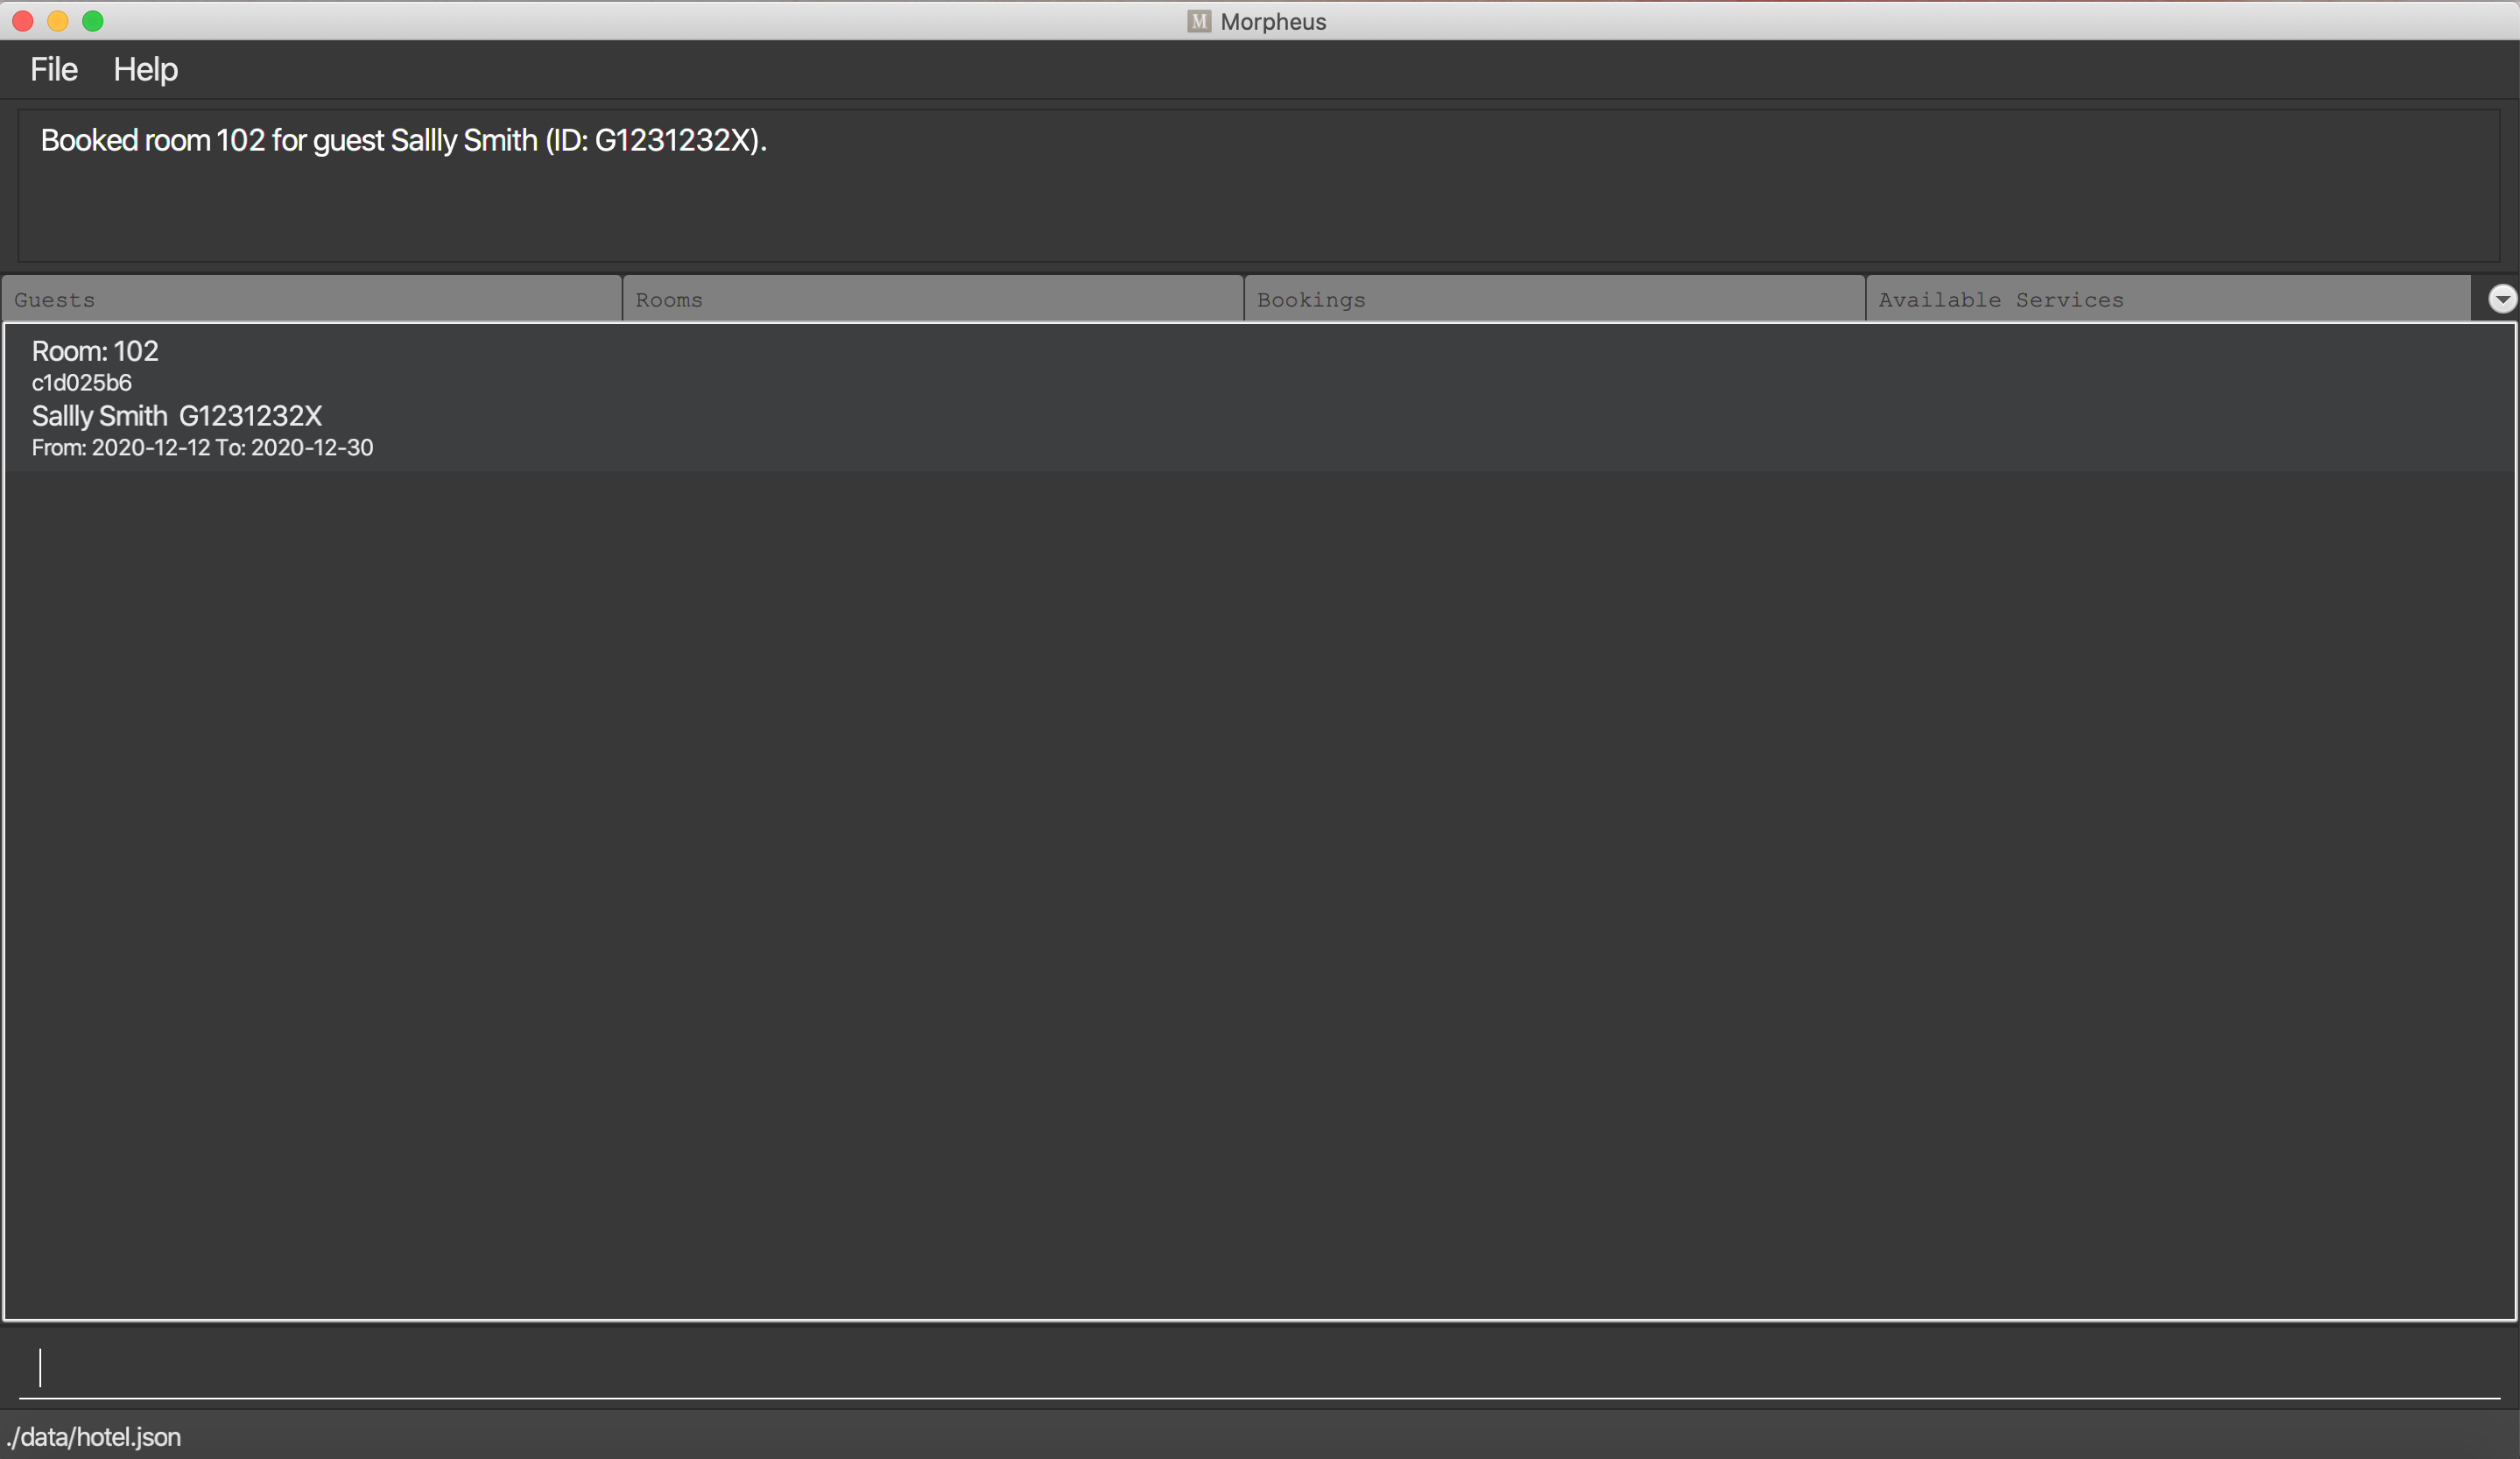 M Morpheus
File Help
Booked room 102 for guest Sallly Smith (ID: G1231232X).
Guests Rooms Bookings Available Services
Room: 102
c1d025b6
Sallly Smith G1231232X
From: 2020-12-12 To: 2020-12-30
./data/hotel.json